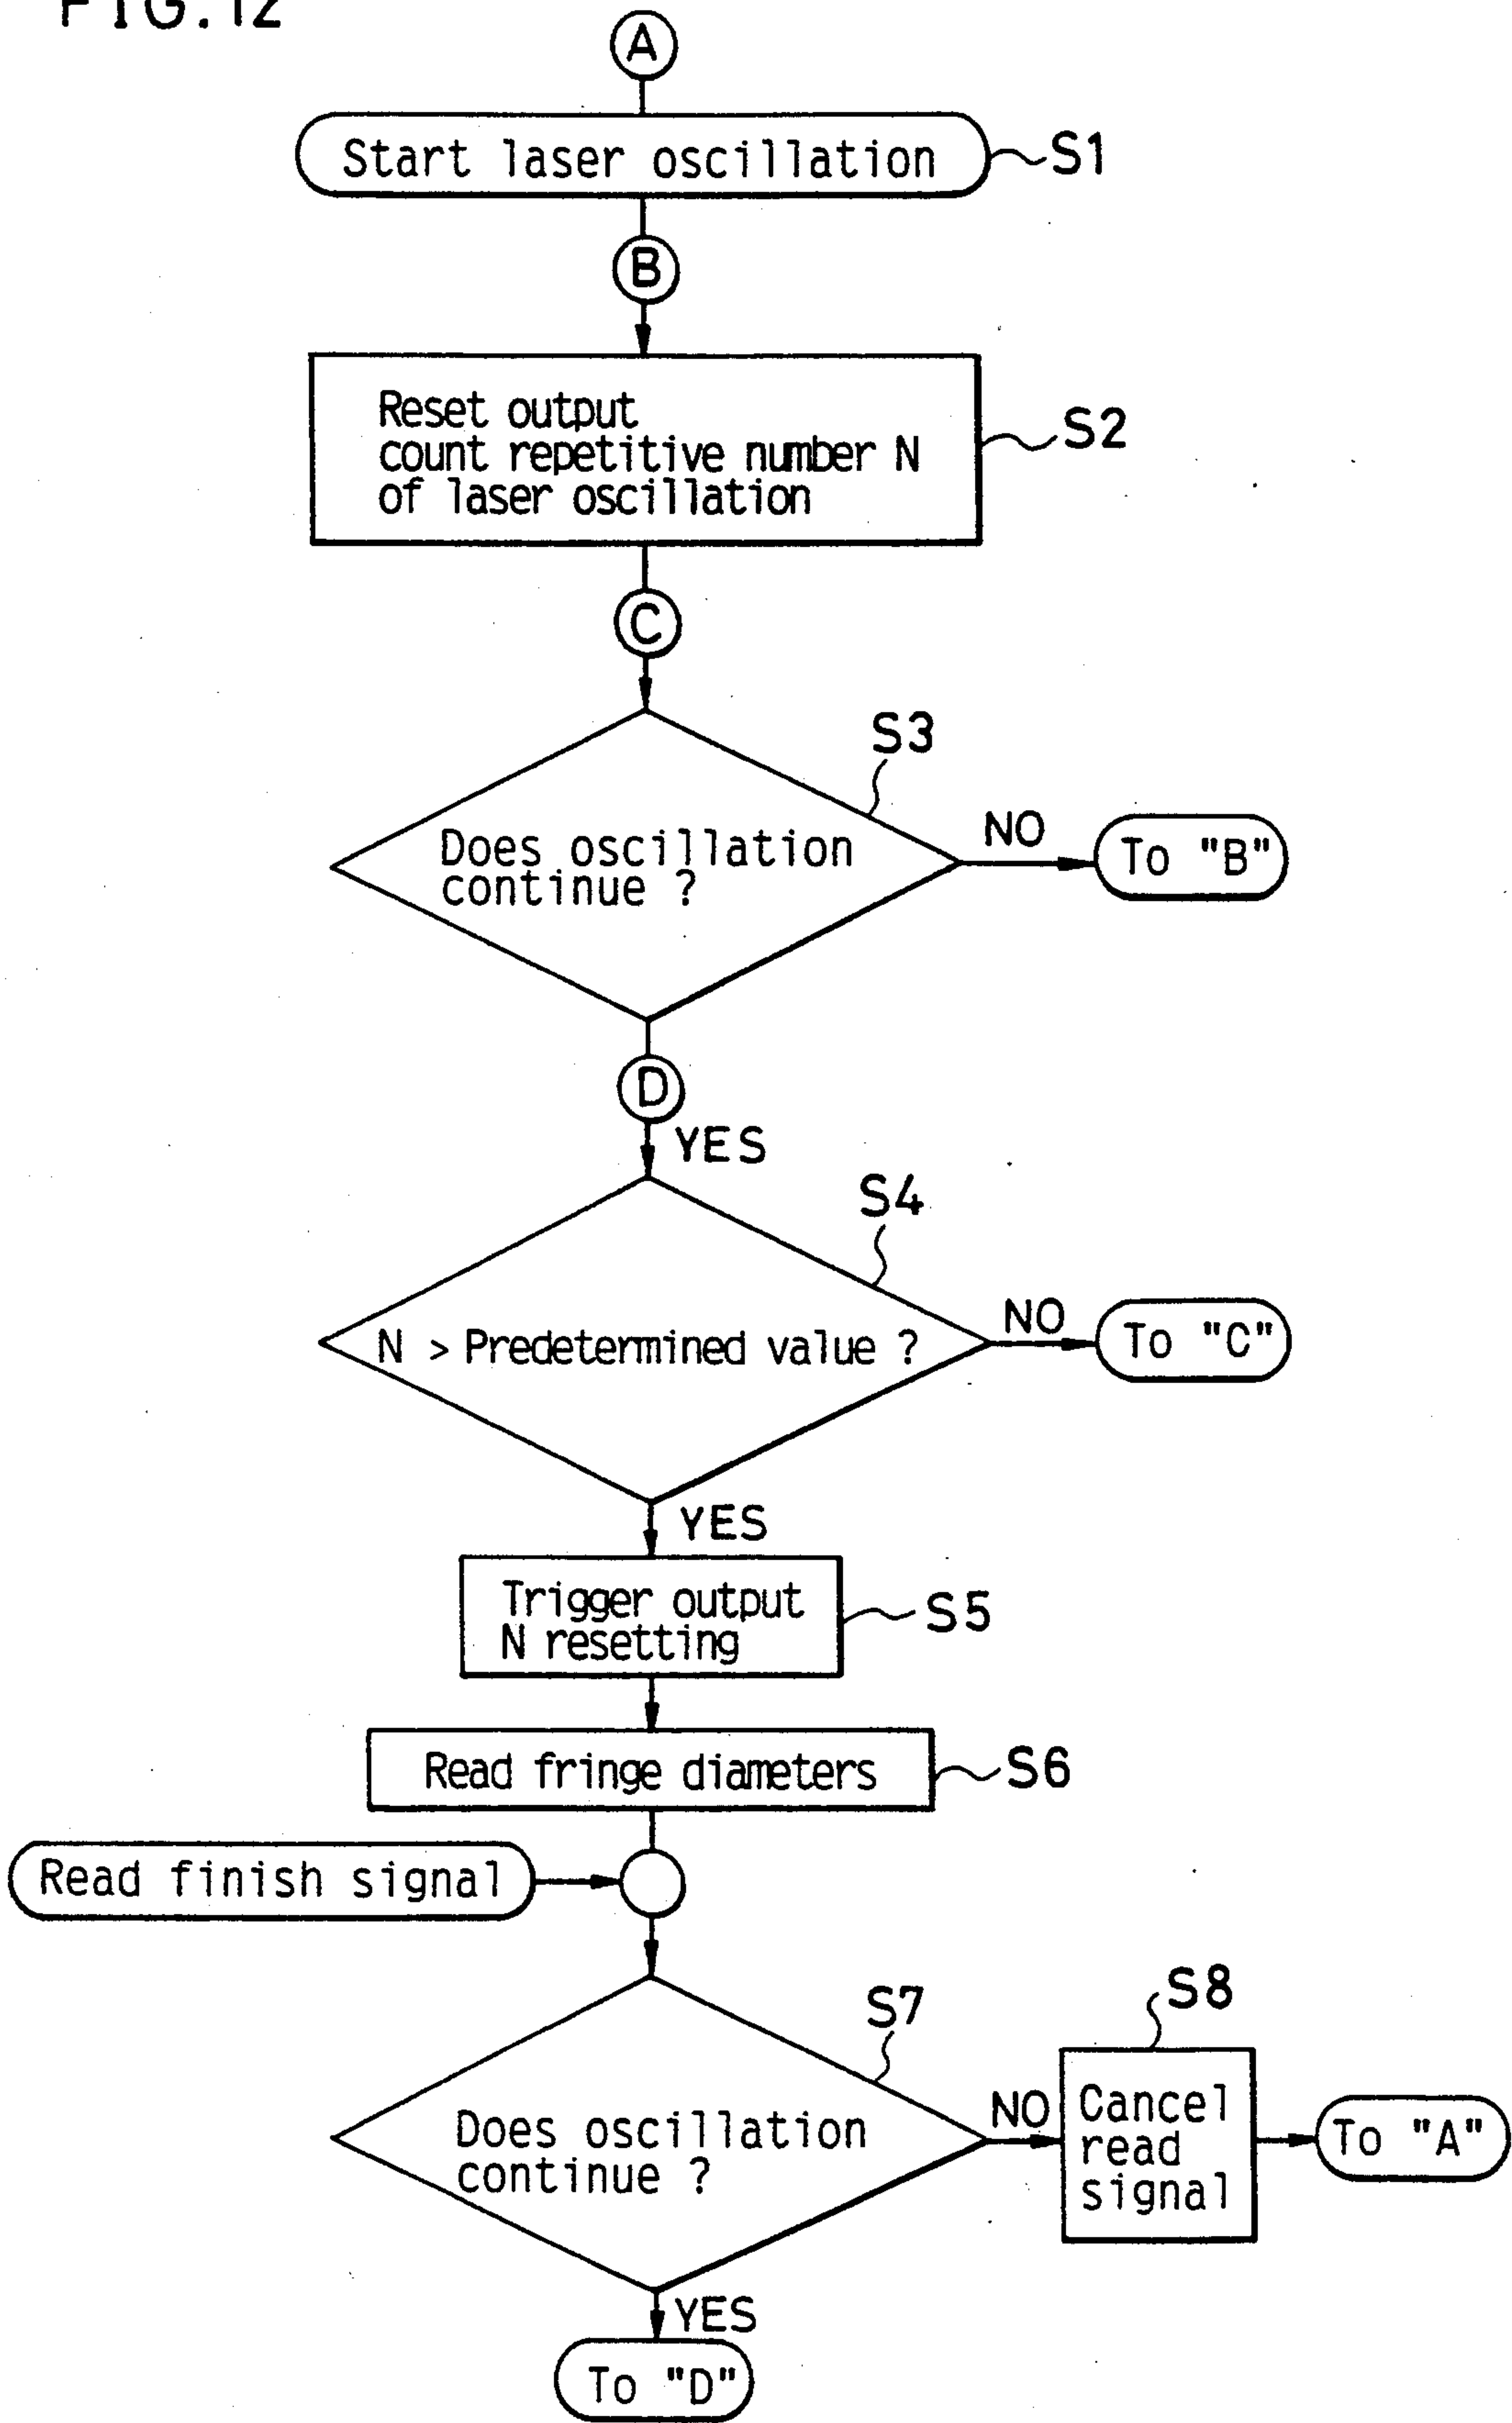 FIG.12
A
Start laser oscillation
S1
B
Reset output
count repetitive number N
of laser oscillation
S2
C
S3
Does oscillation
continue ?
NO
To "B"
D
YES
S4
N > Predetermined value ?
NO
To "C"
YES
Trigger output
N resetting
S5
Read fringe diameters
S6
Read finish signal
S7
Does oscillation
continue ?
NO
S8
Cancel
read
signal
To "A"
YES
To "D"